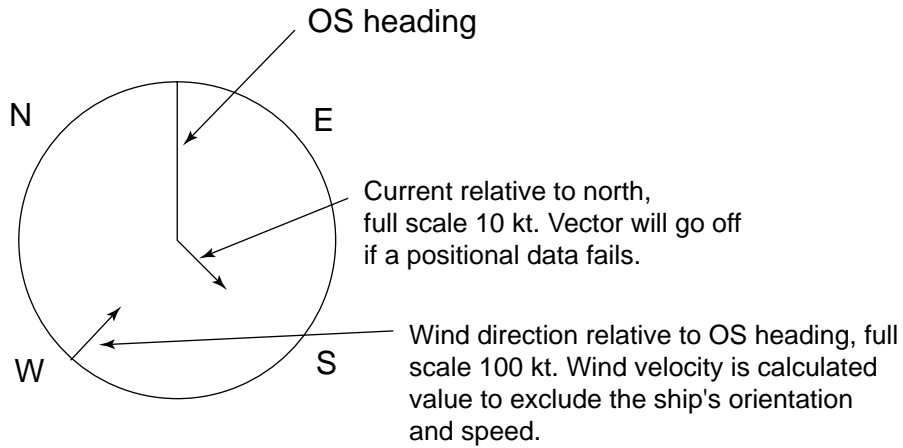 OS heading
N
E
Current relative to north,
full scale 10 kt. Vector will go off
if a positional data fails.
Wind direction relative to OS heading, full
scale 100 kt. Wind velocity is calculated
value to exclude the ship's orientation
and speed.
W
S